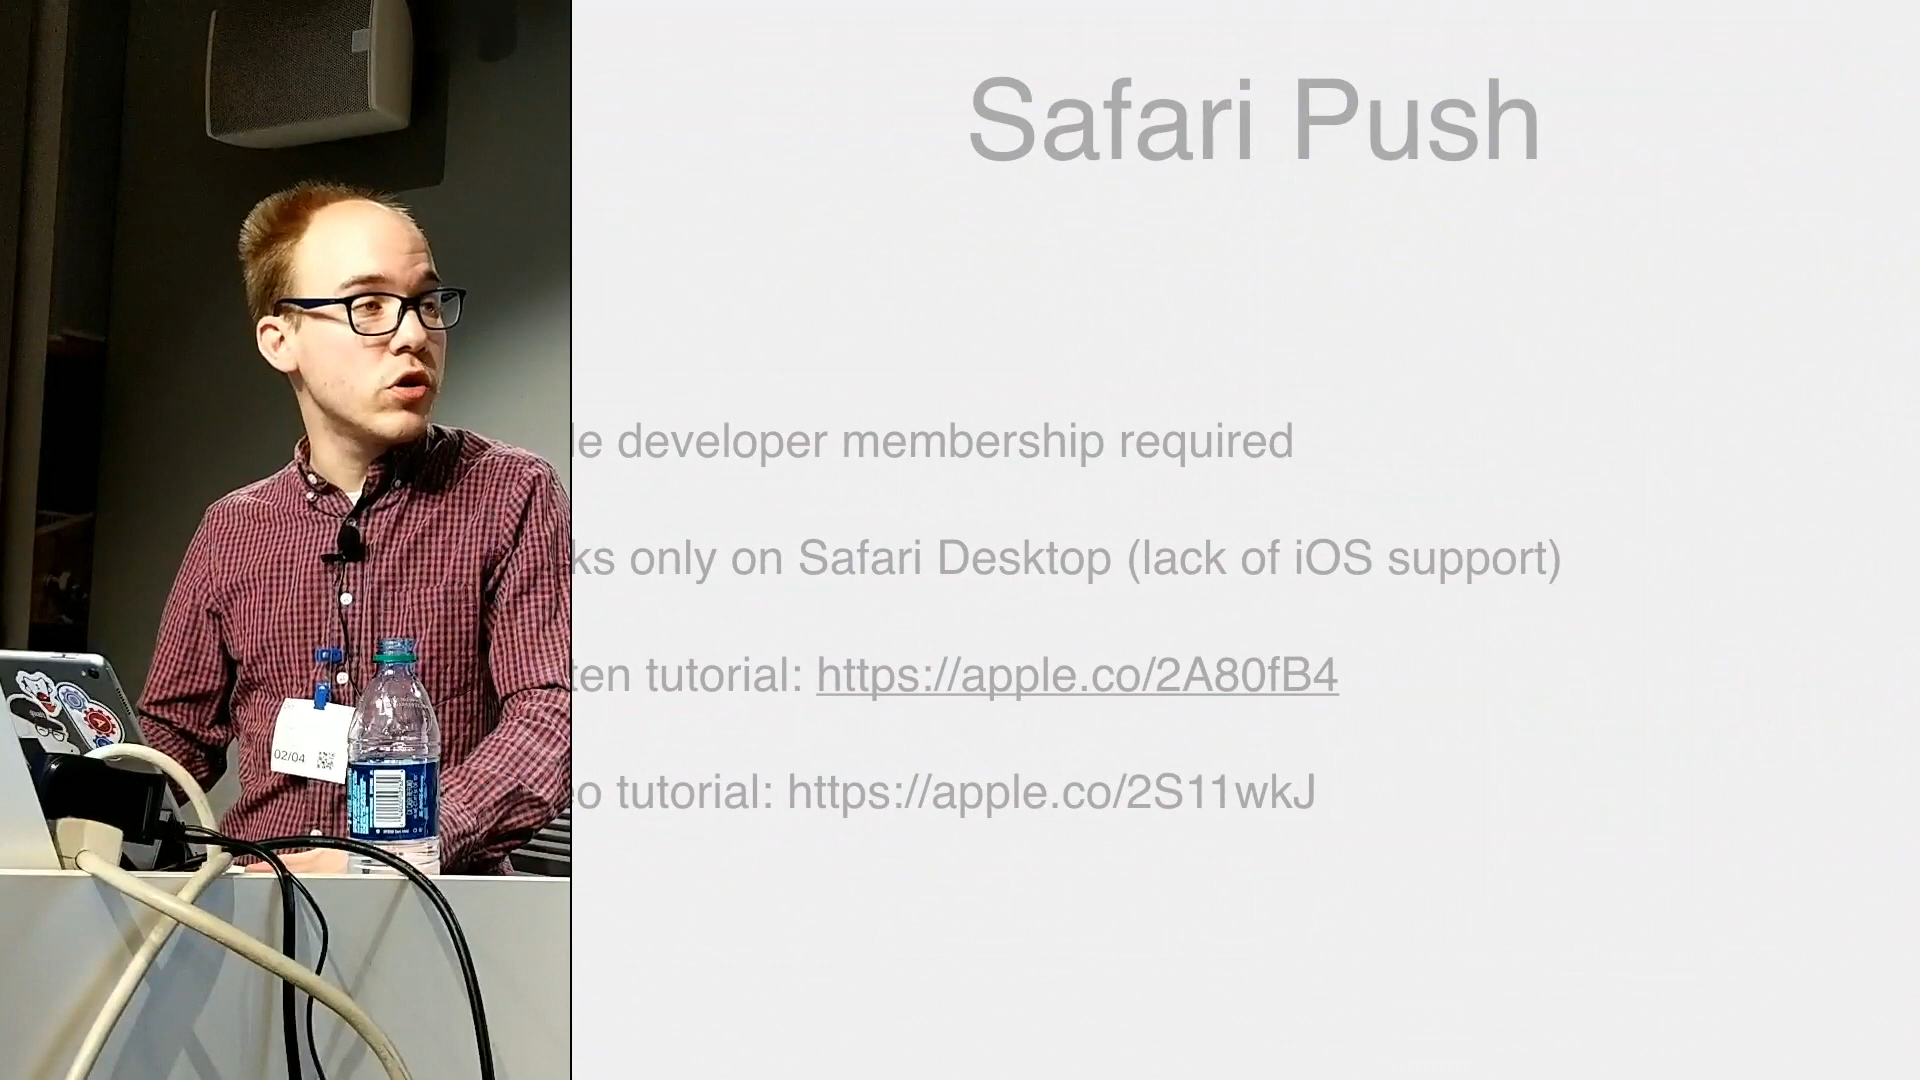 Safari Push
le developer membership required
ks only on Safari Desktop (lack of iOS support)
ten tutorial: https://apple.co/2A80fB4
o tutorial: https://apple.co/2S11wkJ
02/04